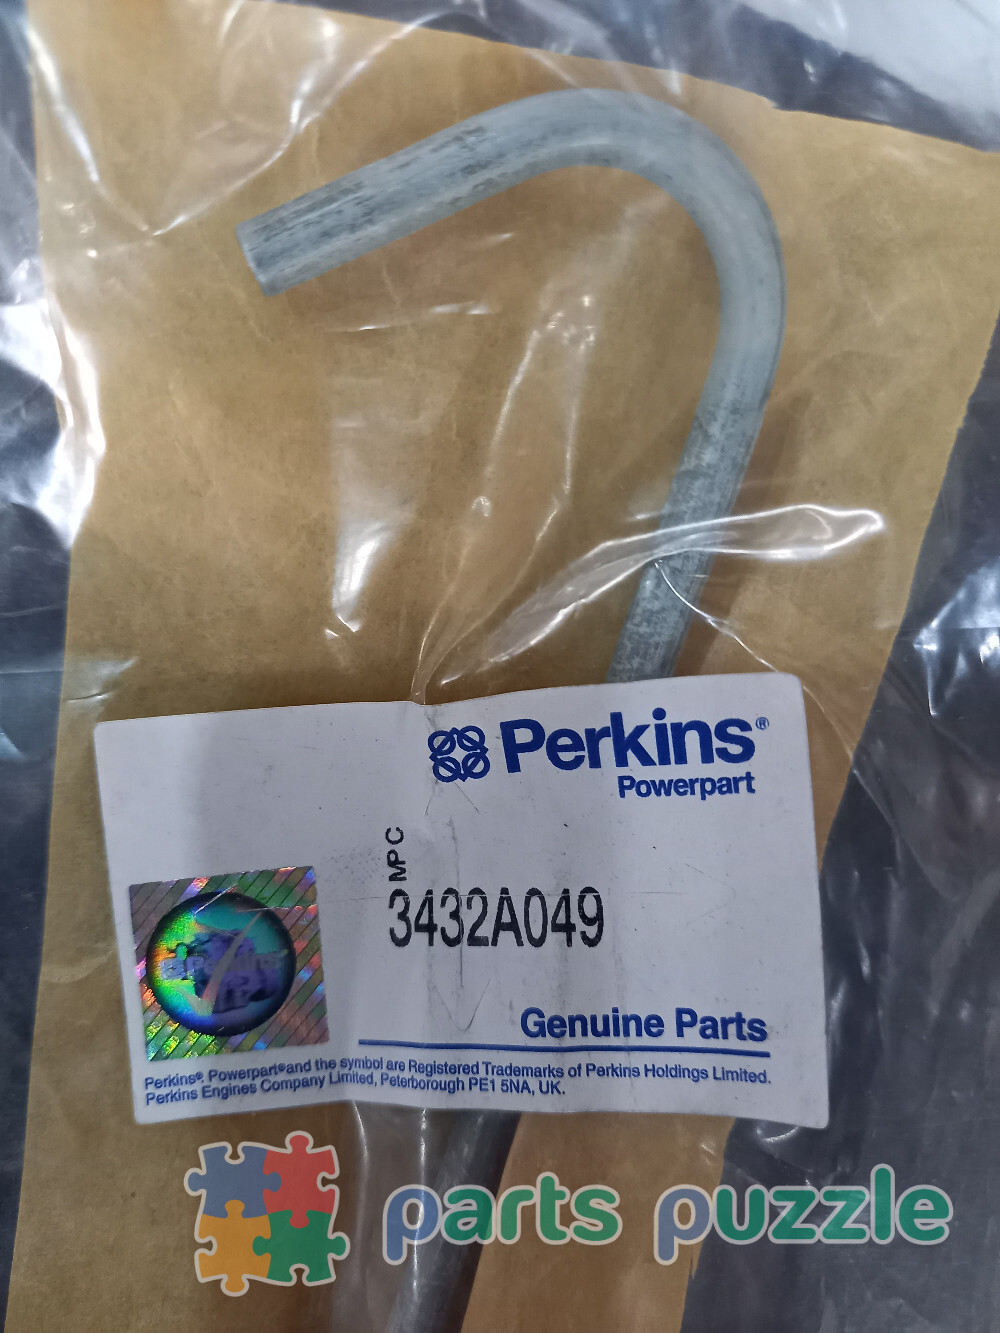 Perkins®
Powerpart
MPC
3432A049
Genuine Parts
Perkins®, Powerpart® and the symbol are Registered Trademarks of Perkins Holdings Limited.
Perkins Engines Company Limited, Peterborough PE1 5NA, UK.
parts puzzle